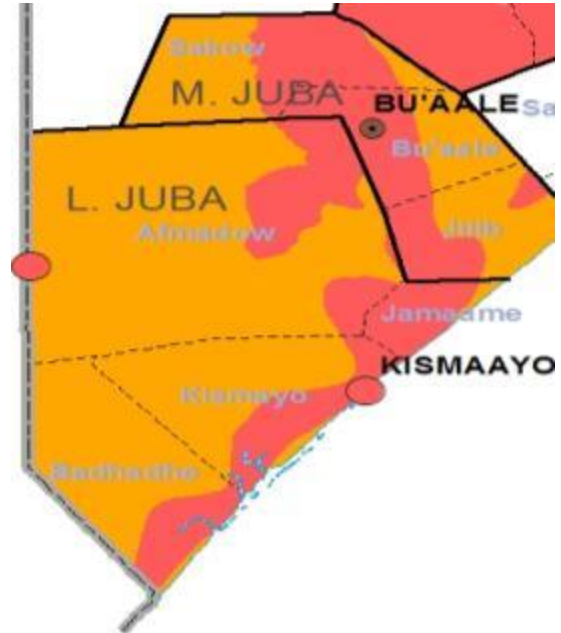 Sakow
M. JUBA
BU'AALE
Sa
Bu'aale
L. JUBA
Afmadow
Jilib
Jamaame
KISMAAYO
Kismayo
Badhadhe